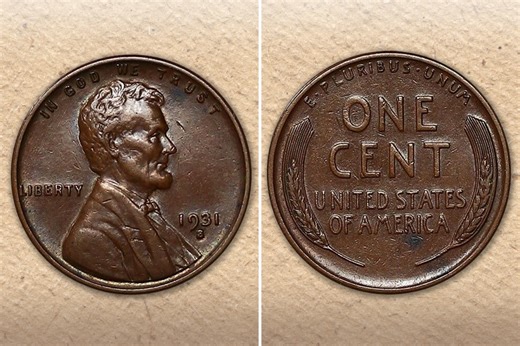 IN GOD WE TRUST
LIBERTY
1931
S
E·PLURIBUS·UNUM
ONE
CENT
UNITED STATES
OF AMERICA